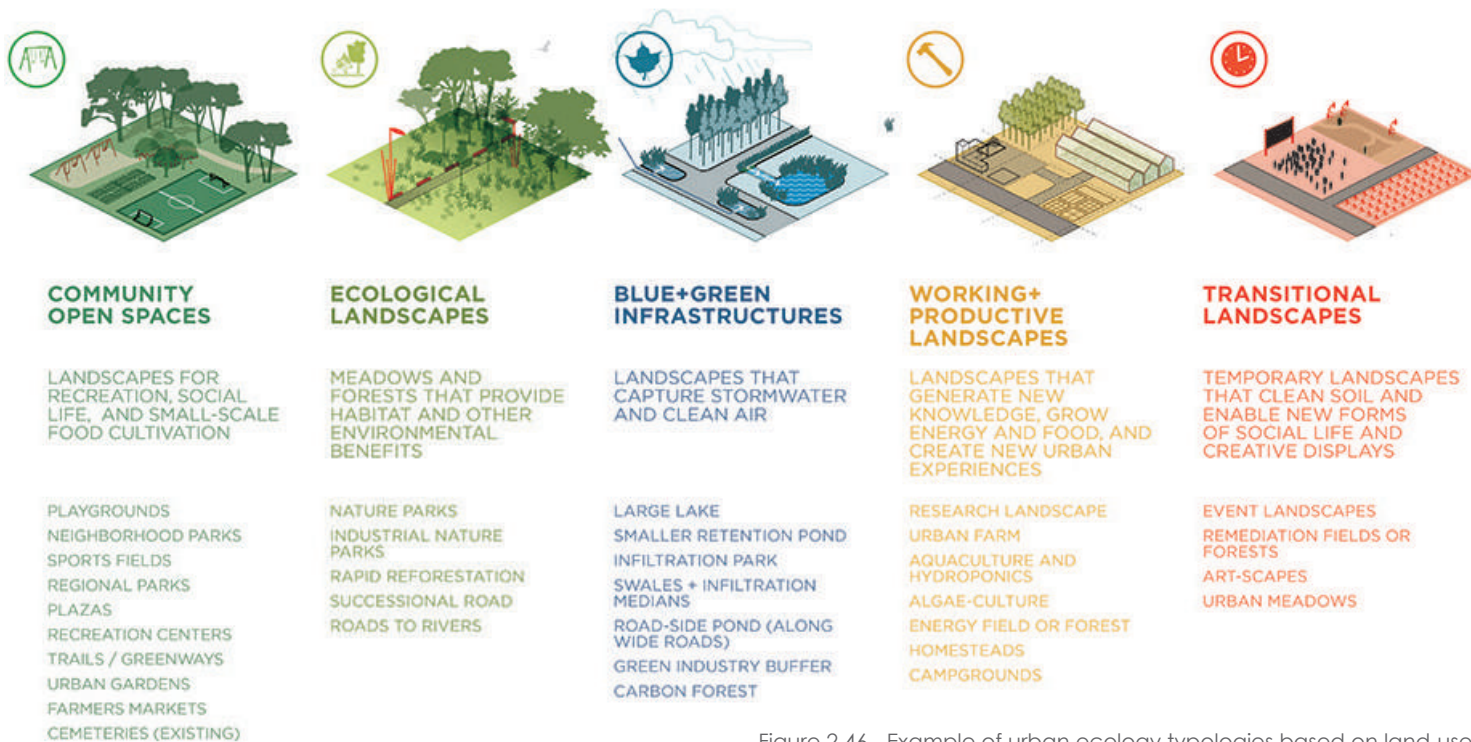 COMMUNITY
OPEN SPACES
LANDSCAPES FOR
RECREATION, SOCIAL
LIFE, AND SMALL-SCALE
FOOD CULTIVATION
PLAYGROUNDS
NEIGHBORHOOD PARKS
SPORTS FIELDS
REGIONAL PARKS
PLAZAS
RECREATION CENTERS
TRAILS / GREENWAYS
URBAN GARDENS
FARMERS MARKETS
CEMETERIES (EXISTING)
ECOLOGICAL
LANDSCAPES
MEADOWS AND
FORESTS THAT PROVIDE
HABITAT AND OTHER
ENVIRONMENTAL
BENEFITS
NATURE PARKS
INDUSTRIAL NATURE
PARKS
RAPID REFORESTATION
SUCCESSIONAL ROAD
ROADS TO RIVERS
BLUE+GREEN
INFRASTRUCTURES
LANDSCAPES THAT
CAPTURE STORMWATER
AND CLEAN AIR
LARGE LAKE
SMALLER RETENTION POND
INFILTRATION PARK
SWALES + INFILTRATION
MEDIANS
ROAD-SIDE POND (ALONG
WIDE ROADS)
GREEN INDUSTRY BUFFER
CARBON FOREST
WORKING+
PRODUCTIVE
LANDSCAPES
LANDSCAPES THAT
GENERATE NEW
KNOWLEDGE, GROW
ENERGY AND FOOD, AND
CREATE NEW URBAN
EXPERIENCES
RESEARCH LANDSCAPE
URBAN FARM
AQUACULTURE AND
HYDROPONICS
ALGAE-CULTURE
ENERGY FIELD OR FOREST
HOMESTEADS
CAMPGROUNDS
TRANSITIONAL
LANDSCAPES
TEMPORARY LANDSCAPES
THAT CLEAN SOIL AND
ENABLE NEW FORMS
OF SOCIAL LIFE AND
CREATIVE DISPLAYS
EVENT LANDSCAPES
REMEDIATION FIELDS OR
FORESTS
ART-SCAPES
URBAN MEADOWS
Figure 2.46 Example of urban ecology typologies based on land use